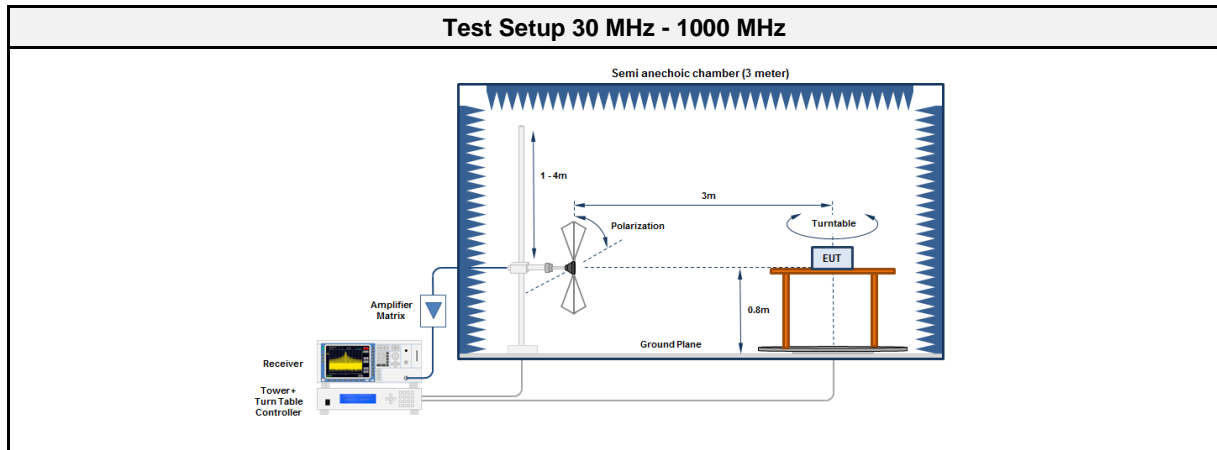 Test Setup 30 MHz - 1000 MHz
Semi anechoic chamber (3 meter)
1 - 4m
3m
Polarization
Turntable
EUT
Amplifier
Matrix
0.8m
Ground Plane
Receiver
Tower+
Turn Table
Controller